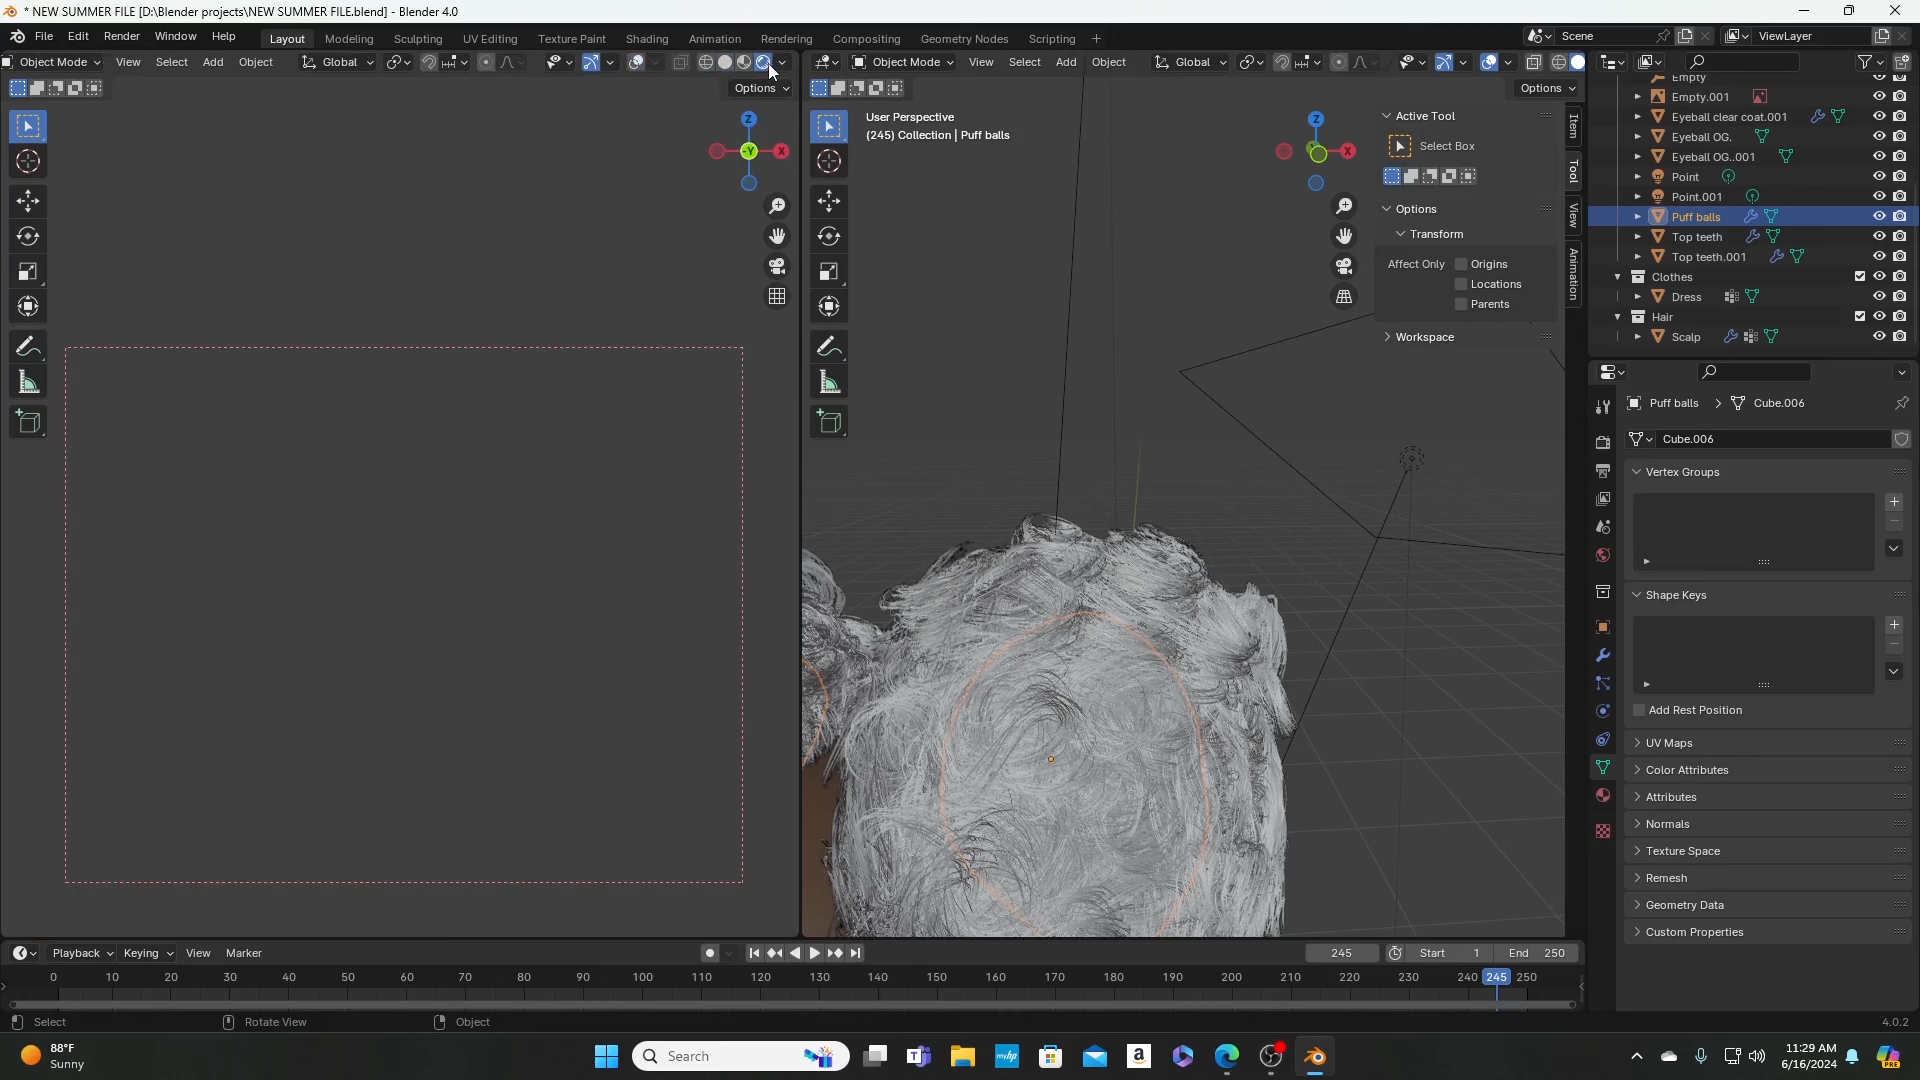 * NEW SUMMER FILE [D:\Blender projects\NEW SUMMER FILE.blend] - Blender 4.0
File Edit Render Window Help Layout Modeling Sculpting UV Editing Texture Paint Shading Animation Rendering Compositing Geometry Nodes Scripting + Scene ViewLayer
Object Mode View Select Add Object Global Object Mode View Select Add Object Global
Options Options
User Perspective
(245) Collection | Puff balls
Z
-Y X
Z
X
Active Tool
Select Box
Options
Transform
Affect Only Origins
Locations
Parents
Workspace
Item
Tool
View
Animation
Empty
Empty.001
Eyeball clear coat.001
Eyeball OG.
Eyeball OG..001
Point
Point.001
Puff balls
Top teeth
Top teeth.001
Clothes
Dress
Hair
Scalp
Puff balls > Cube.006
Cube.006
Vertex Groups
Shape Keys
Add Rest Position
UV Maps
Color Attributes
Attributes
Normals
Texture Space
Remesh
Geometry Data
Custom Properties
Playback Keying View Marker 245 Start 1 End 250
0 10 20 30 40 50 60 70 80 90 100 110 120 130 140 150 160 170 180 190 200 210 220 230 240 245 250
Select Rotate View Object 4.0.2
88°F
Sunny
Search
11:29 AM
6/16/2024